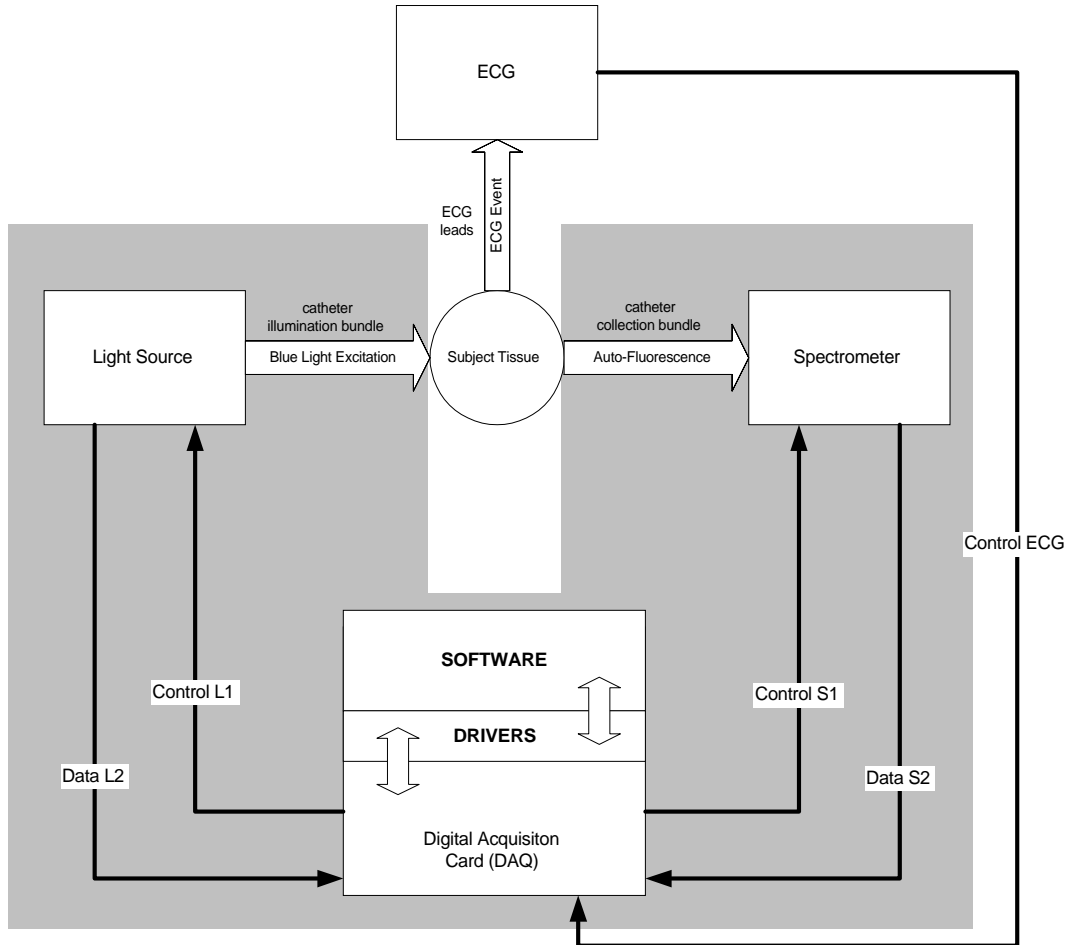 ECG
ECG
leads
ECG Event
catheter
illumination bundle
catheter
collection bundle
Light Source
Blue Light Excitation
Subject Tissue
Auto-Fluorescence
Spectrometer
Control ECG
SOFTWARE
Control L1
Control S1
DRIVERS
Data L2
Data S2
Digital Acquisiton
Card (DAQ)